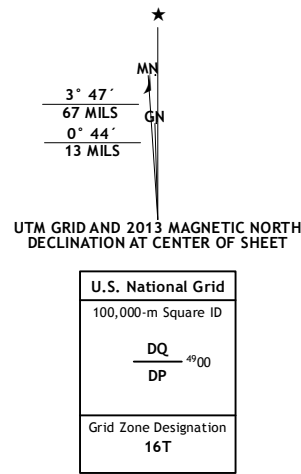 ★
MN
3° 47´
67 MILS
GN
0° 44´
13 MILS
UTM GRID AND 2013 MAGNETIC NORTH
DECLINATION AT CENTER OF SHEET
U.S. National Grid
100,000-m Square ID
DQ
4900
DP
Grid Zone Designation
16T